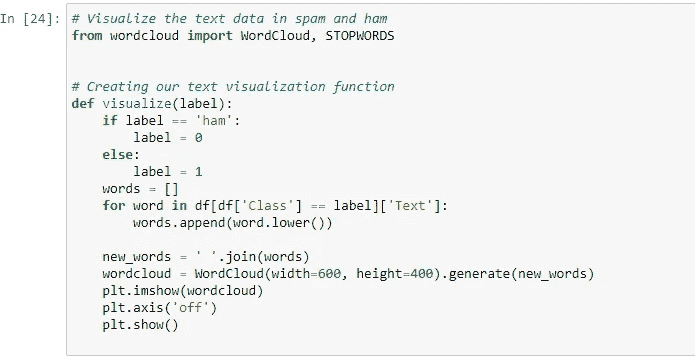 In [24]: # Visualize the text data in spam and ham
from wordcloud import WordCloud, STOPWORDS
# Creating our text visualization function
def visualize(label):
if label == 'ham':
label = 0
else:
label = 1
words = []
for word in df[df['Class'] == label]['Text']:
words.append(word.lower())
new_words = ' '.join(words)
wordcloud = WordCloud(width=600, height=400).generate(new_words)
plt.imshow(wordcloud)
plt.axis('off')
plt.show()